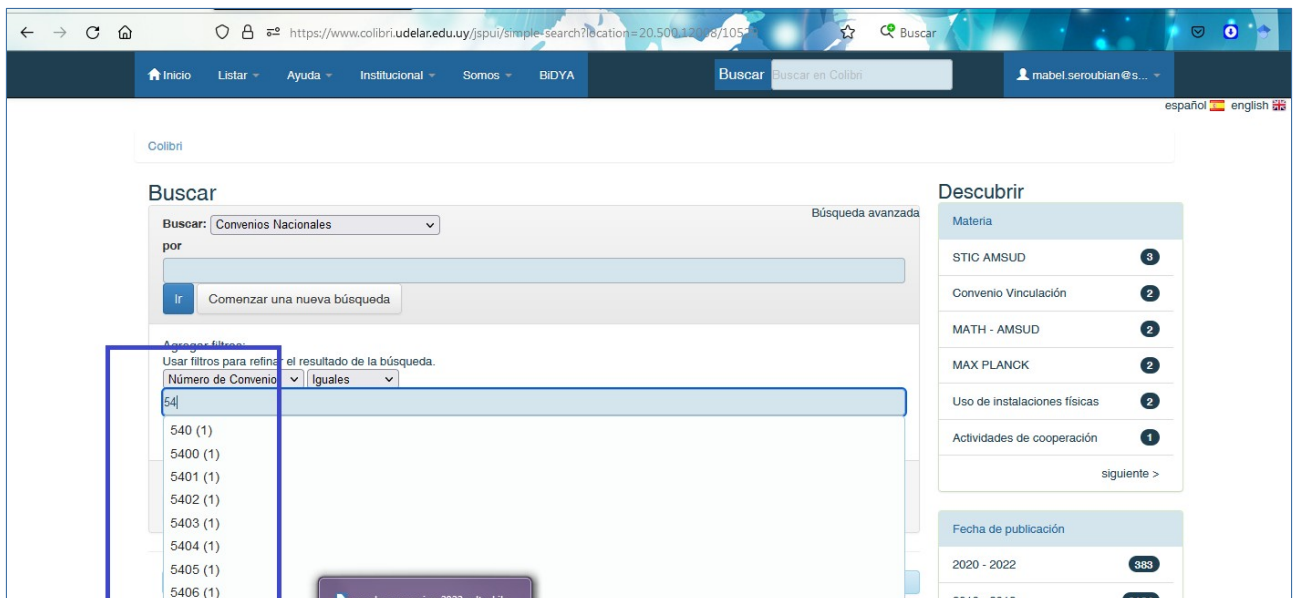 https://www.colibri.udelar.edu.uy/jspui/simple-search?location=20.500.12008/1052
Buscar
Inicio Listar Ayuda Institucional Somos BiDYA Buscar Buscar en Colibri mabel.seroubian@s...
español english
Colibri
Buscar
Búsqueda avanzada
Buscar: Convenios Nacionales
por
Ir Comenzar una nueva búsqueda
Agregar filtros:
Usar filtros para refinar el resultado de la búsqueda.
Número de Convenio Iguales
54
540 (1)
5400 (1)
5401 (1)
5402 (1)
5403 (1)
5404 (1)
5405 (1)
5406 (1)
Descubrir
Materia
STIC AMSUD 3
Convenio Vinculación 2
MATH - AMSUD 2
MAX PLANCK 2
Uso de instalaciones físicas 2
Actividades de cooperación 1
siguiente >
Fecha de publicación
2020 - 2022 383